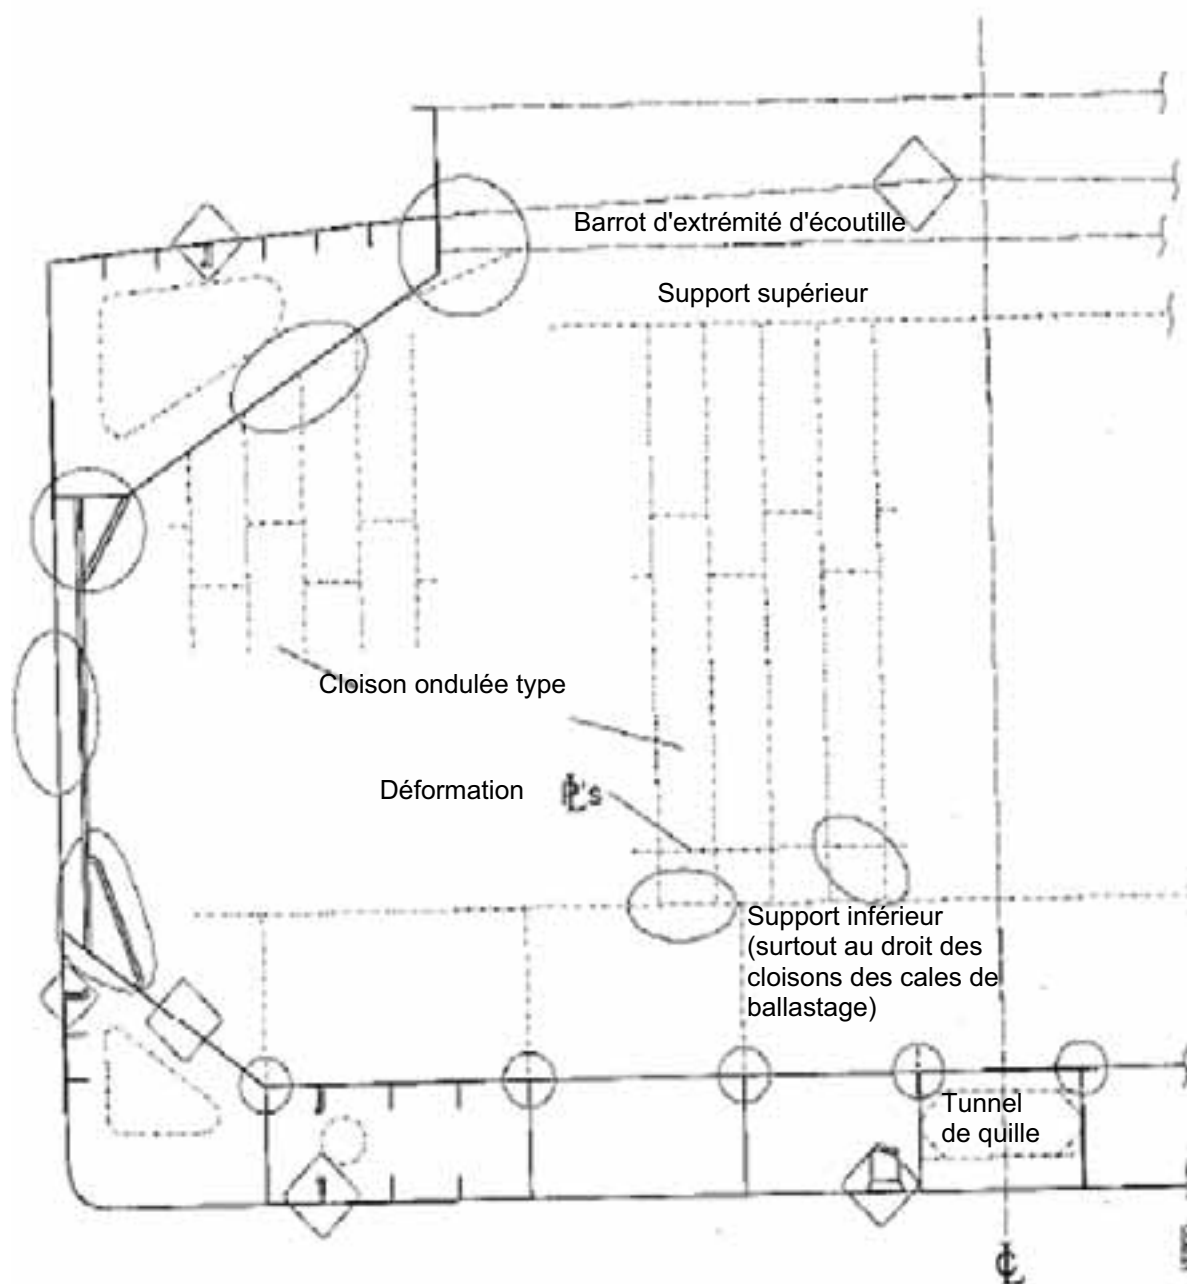 Barrot d'extrémité d'écoutille
Support supérieur
Cloison ondulée type
Déformation
℄'s
Support inférieur
(surtout au droit des
cloisons des cales de
ballastage)
Tunnel
de quille
℄